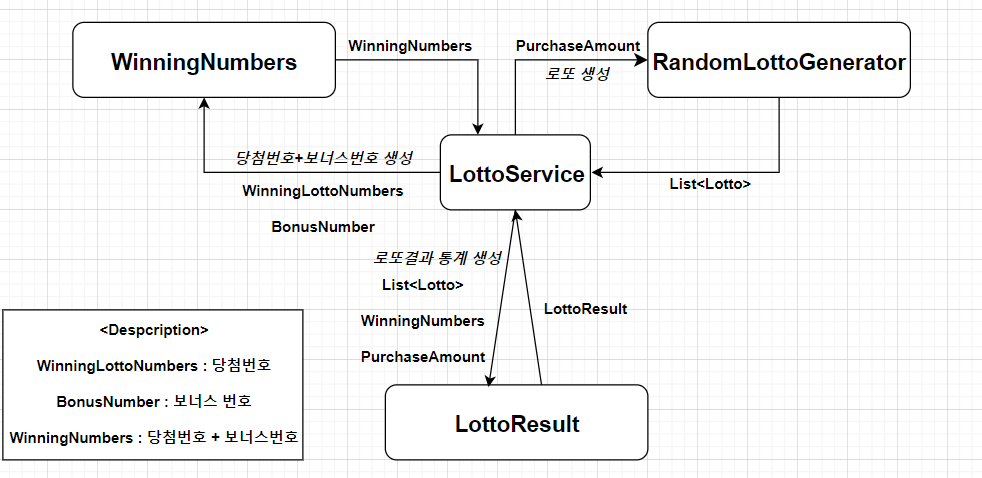 WinningNumbers
WinningNumbers
PurchaseAmount
로또 생성
RandomLottoGenerator
당첨번호+보너스번호 생성
WinningLottoNumbers
BonusNumber
LottoService
List<Lotto>
로또결과 통계 생성
List<Lotto>
WinningNumbers
PurchaseAmount
LottoResult
LottoResult
<Despcription>
WinningLottoNumbers : 당첨번호
BonusNumber : 보너스 번호
WinningNumbers : 당첨번호 + 보너스번호